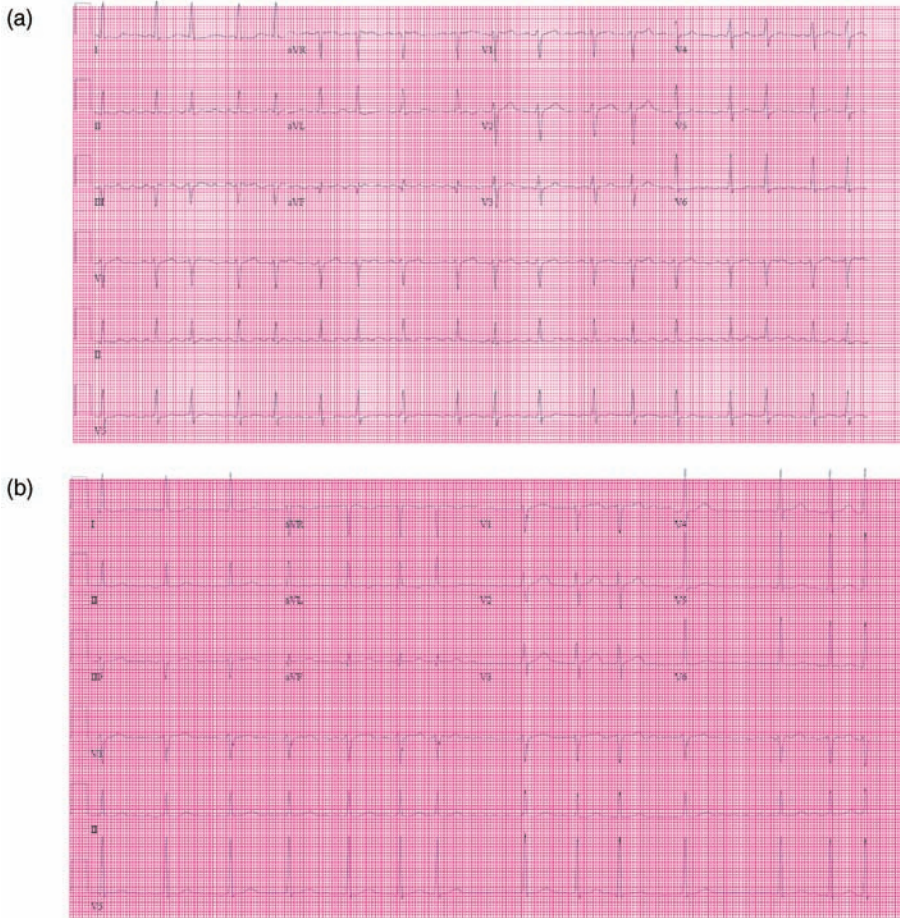 (a)
I aVR V1 V4
II aVL V2 V5
III aVF V3 V6
V1
II
V5
(b)
I aVR V1 V4
II aVL V2 V5
III aVF V3 V6
V1
II
V5